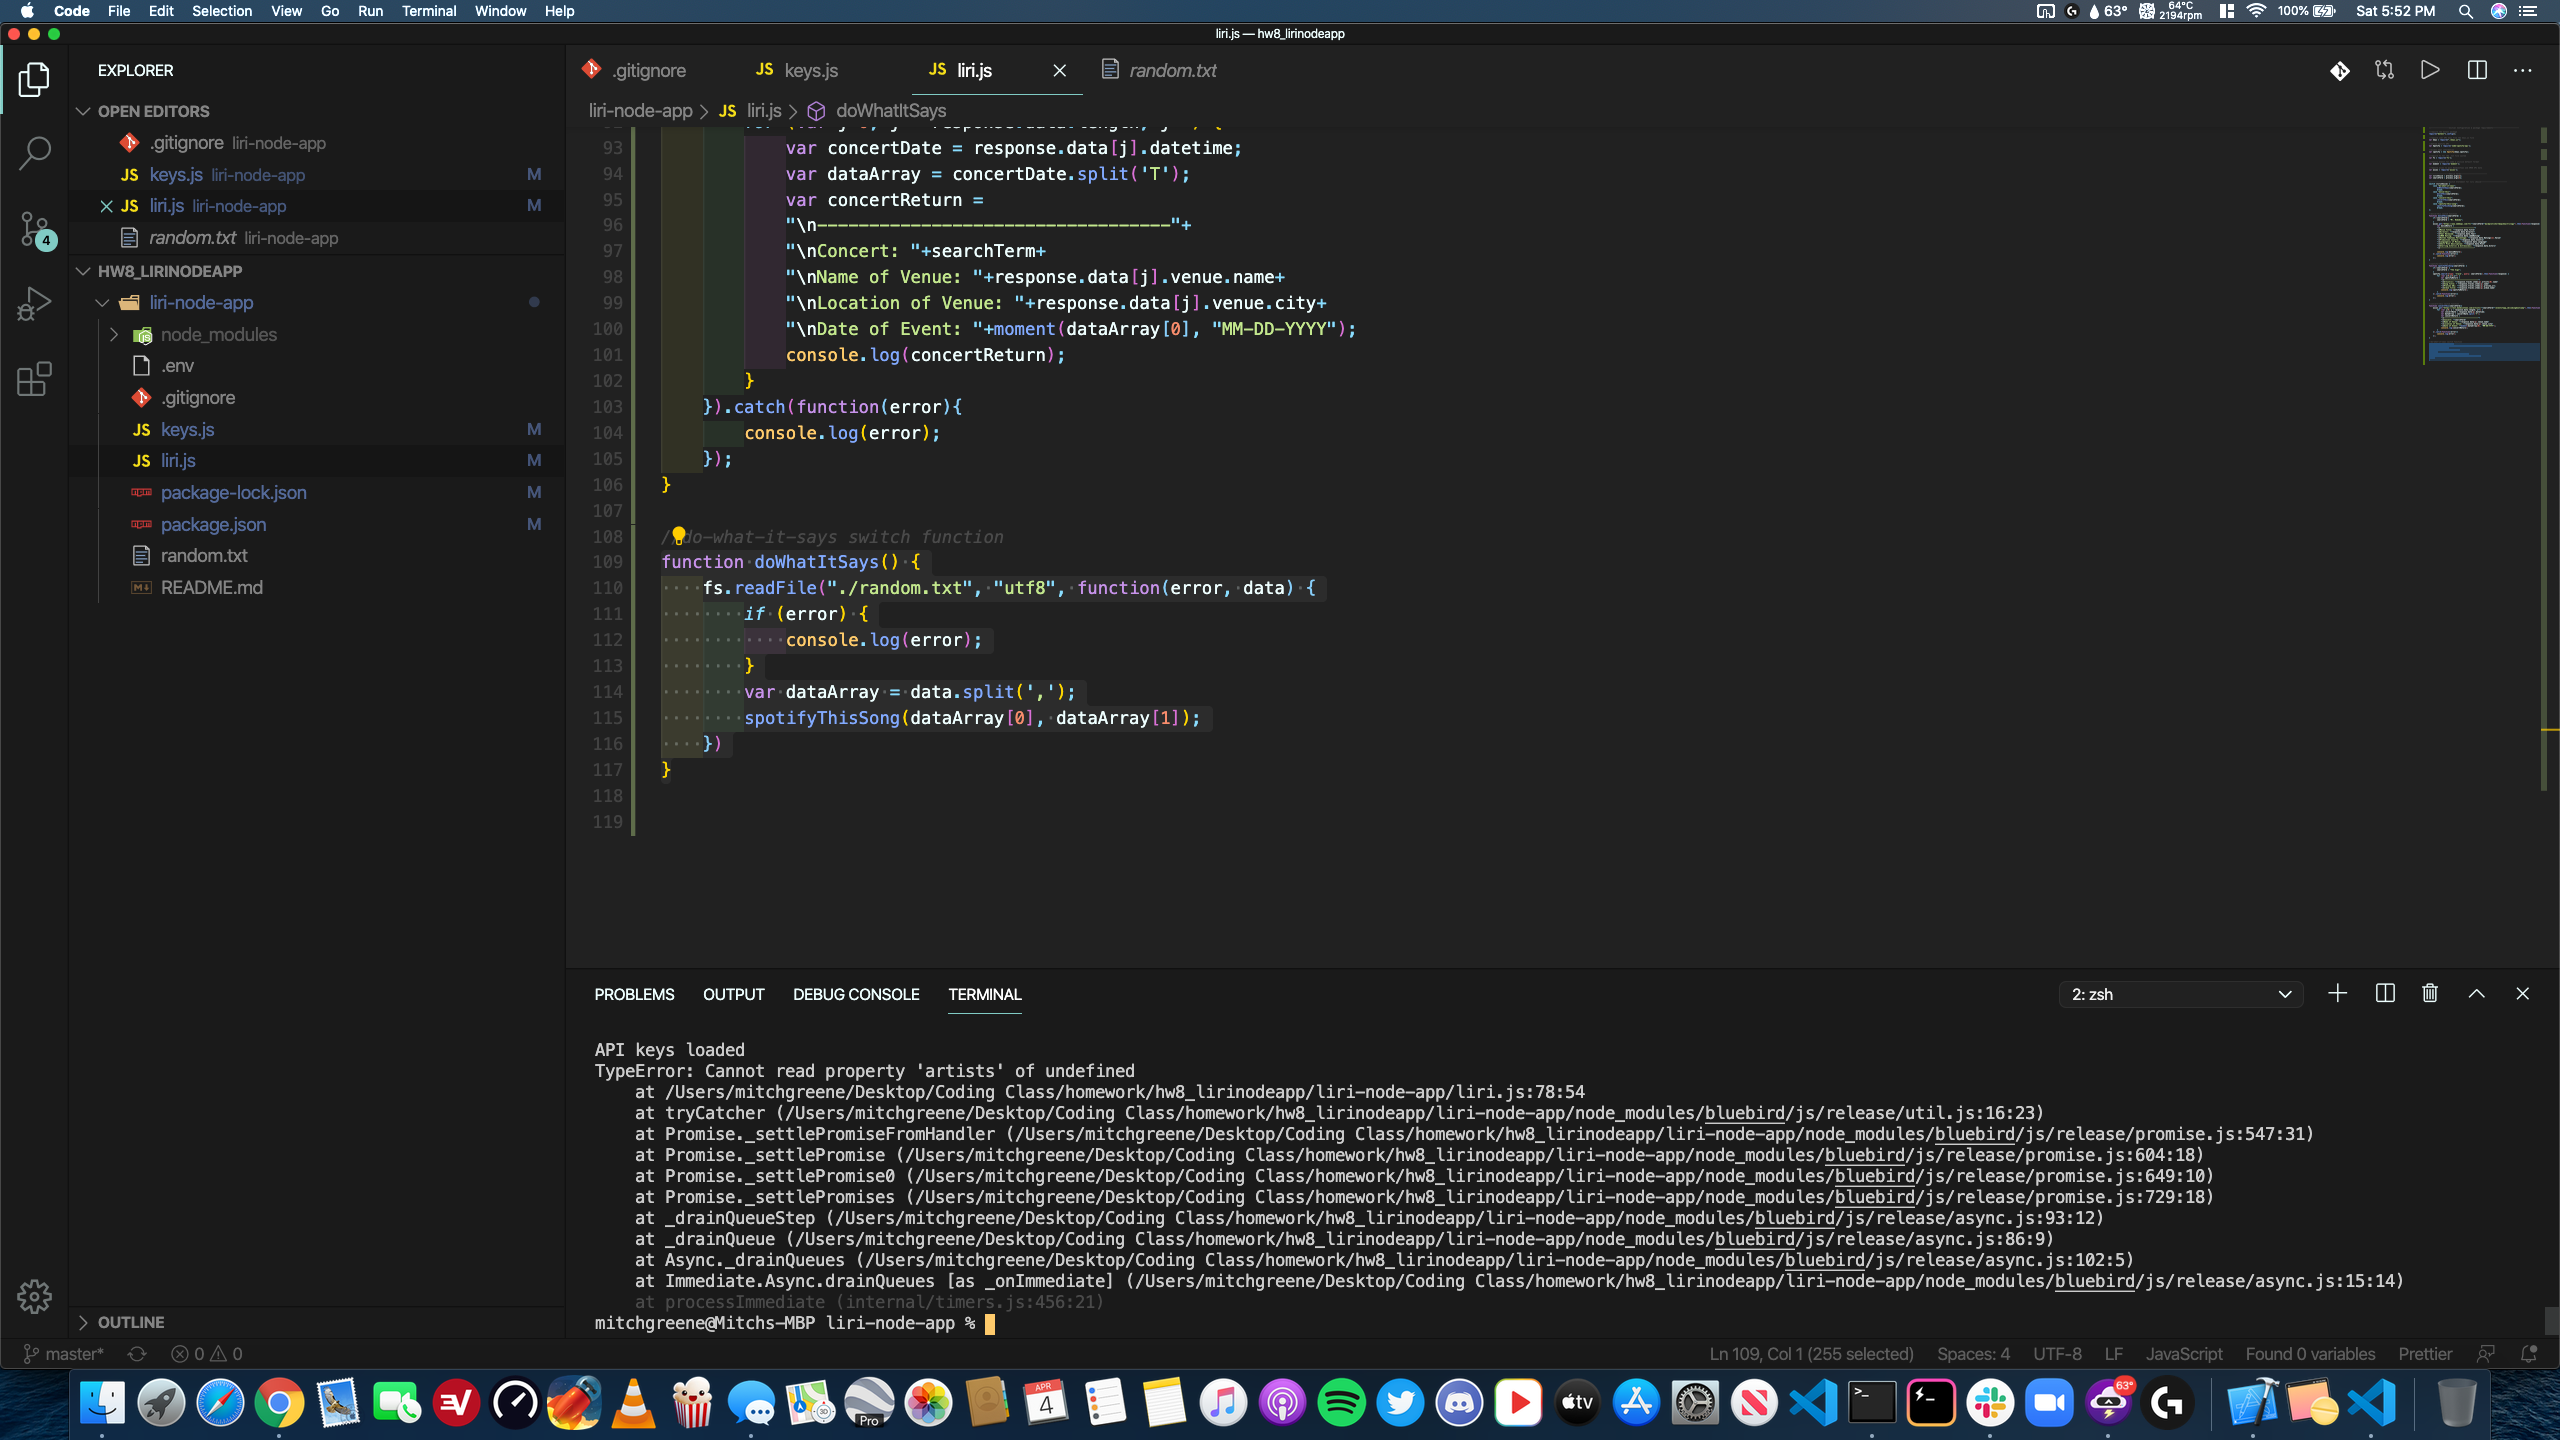 Code File Edit Selection View Go Run Terminal Window Help
63° 64°C 2194rpm 100% Sat 5:52 PM
liri.js — hw8_lirinodeapp
EXPLORER
OPEN EDITORS
.gitignore liri-node-app
JS keys.js liri-node-app M
JS liri.js liri-node-app M
random.txt liri-node-app
HW8_LIRINODEAPP
liri-node-app
node_modules
.env
.gitignore
JS keys.js M
JS liri.js M
package-lock.json M
package.json M
random.txt
README.md
4
OUTLINE
.gitignore JS keys.js JS liri.js random.txt
liri-node-app > JS liri.js > doWhatItSays
93 var concertDate = response.data[j].datetime;
94 var dataArray = concertDate.split('T');
95 var concertReturn =
96 "\n----------------------------------"+
97 "\nConcert: "+searchTerm+
98 "\nName of Venue: "+response.data[j].venue.name+
99 "\nLocation of Venue: "+response.data[j].venue.city+
100 "\nDate of Event: "+moment(dataArray[0], "MM-DD-YYYY");
101 console.log(concertReturn);
102 }
103 }).catch(function(error){
104 console.log(error);
105 });
106 }
107
108 //do-what-it-says switch function
109 function doWhatItSays() {
110 fs.readFile("./random.txt", "utf8", function(error, data) {
111 if (error) {
112 console.log(error);
113 }
114 var dataArray = data.split(',');
115 spotifyThisSong(dataArray[0], dataArray[1]);
116 })
117 }
118
119
PROBLEMS OUTPUT DEBUG CONSOLE TERMINAL 2: zsh
API keys loaded
TypeError: Cannot read property 'artists' of undefined
at /Users/mitchgreene/Desktop/Coding Class/homework/hw8_lirinodeapp/liri-node-app/liri.js:78:54
at tryCatcher (/Users/mitchgreene/Desktop/Coding Class/homework/hw8_lirinodeapp/liri-node-app/node_modules/bluebird/js/release/util.js:16:23)
at Promise._settlePromiseFromHandler (/Users/mitchgreene/Desktop/Coding Class/homework/hw8_lirinodeapp/liri-node-app/node_modules/bluebird/js/release/promise.js:547:31)
at Promise._settlePromise (/Users/mitchgreene/Desktop/Coding Class/homework/hw8_lirinodeapp/liri-node-app/node_modules/bluebird/js/release/promise.js:604:18)
at Promise._settlePromise0 (/Users/mitchgreene/Desktop/Coding Class/homework/hw8_lirinodeapp/liri-node-app/node_modules/bluebird/js/release/promise.js:649:10)
at Promise._settlePromises (/Users/mitchgreene/Desktop/Coding Class/homework/hw8_lirinodeapp/liri-node-app/node_modules/bluebird/js/release/promise.js:729:18)
at _drainQueueStep (/Users/mitchgreene/Desktop/Coding Class/homework/hw8_lirinodeapp/liri-node-app/node_modules/bluebird/js/release/async.js:93:12)
at _drainQueue (/Users/mitchgreene/Desktop/Coding Class/homework/hw8_lirinodeapp/liri-node-app/node_modules/bluebird/js/release/async.js:86:9)
at Async._drainQueues (/Users/mitchgreene/Desktop/Coding Class/homework/hw8_lirinodeapp/liri-node-app/node_modules/bluebird/js/release/async.js:102:5)
at Immediate.Async.drainQueues [as _onImmediate] (/Users/mitchgreene/Desktop/Coding Class/homework/hw8_lirinodeapp/liri-node-app/node_modules/bluebird/js/release/async.js:15:14)
at processImmediate (internal/timers.js:456:21)
mitchgreene@Mitchs-MBP liri-node-app %
master* 0 0 Ln 109, Col 1 (255 selected) Spaces: 4 UTF-8 LF JavaScript Found 0 variables Prettier
Pro APR 4 tv 63°